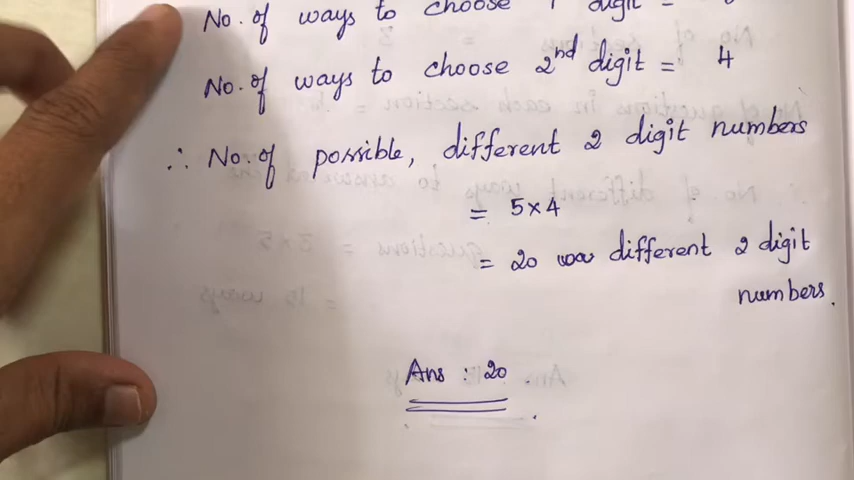 No. of ways to choose digit =
No. of ways to choose 2nd digit = 4
∴ No. of possible, different 2 digit numbers
= 5×4
= 20 different 2 digit
numbers.
Ans : 20